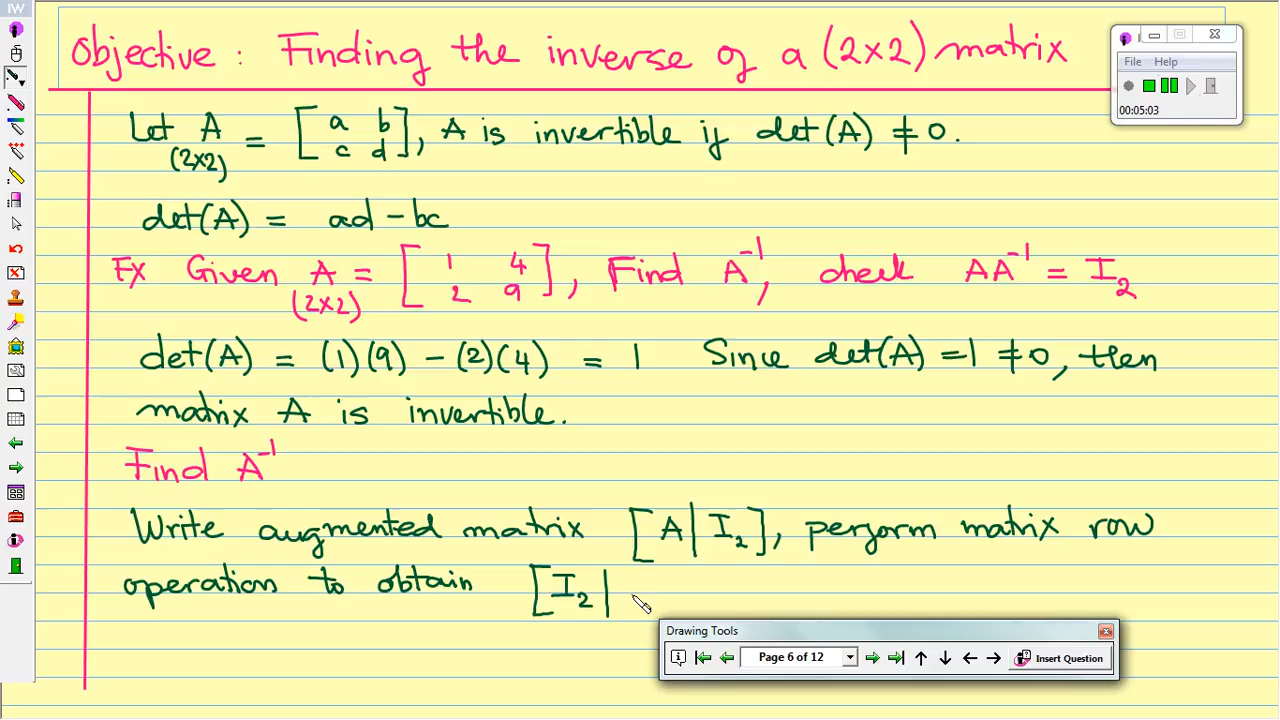 IW
Objective : Finding the inverse of a (2x2) matrix
File Help
00:05:03
Let A = [ a b ], A is invertible if det(A) ≠ 0.
(2x2) c d
det(A) = ad - bc
Ex Given A = [ 1 4 ], Find A⁻¹, check AA⁻¹ = I₂
(2x2) 2 9
det(A) = (1)(9) - (2)(4) = 1 Since det(A) = 1 ≠ 0, then
matrix A is invertible.
Find A⁻¹
Write augmented matrix [A | I₂], perform matrix row
operation to obtain [I₂ |
Drawing Tools
Page 6 of 12
Insert Question